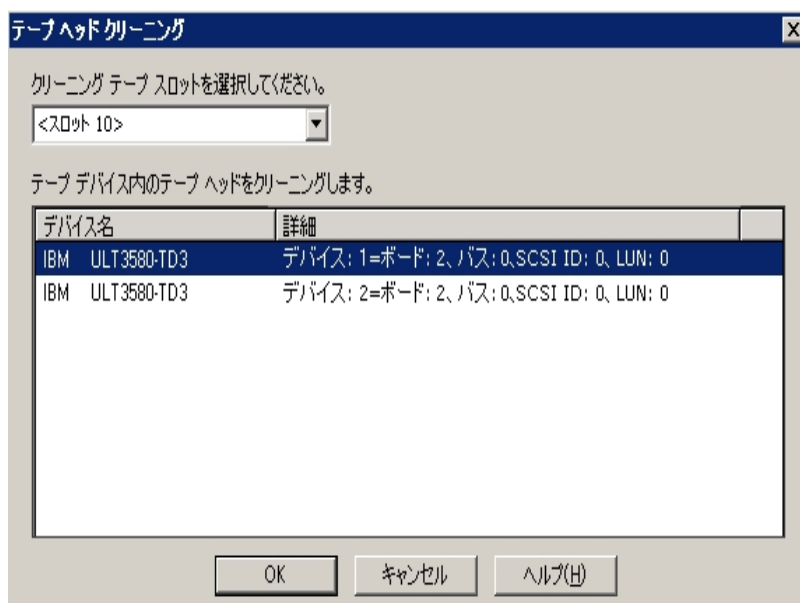 テープ ヘッド クリーニング
クリーニング テープ スロットを選択してください。
<スロット 10>
テープ デバイス内のテープ ヘッドをクリーニングします。
デバイス名 詳細
IBM ULT3580-TD3 デバイス: 1=ボード: 2、バス: 0、SCSI ID: 0、LUN: 0
IBM ULT3580-TD3 デバイス: 2=ボード: 2、バス: 0、SCSI ID: 0、LUN: 0
OK キャンセル ヘルプ(H)